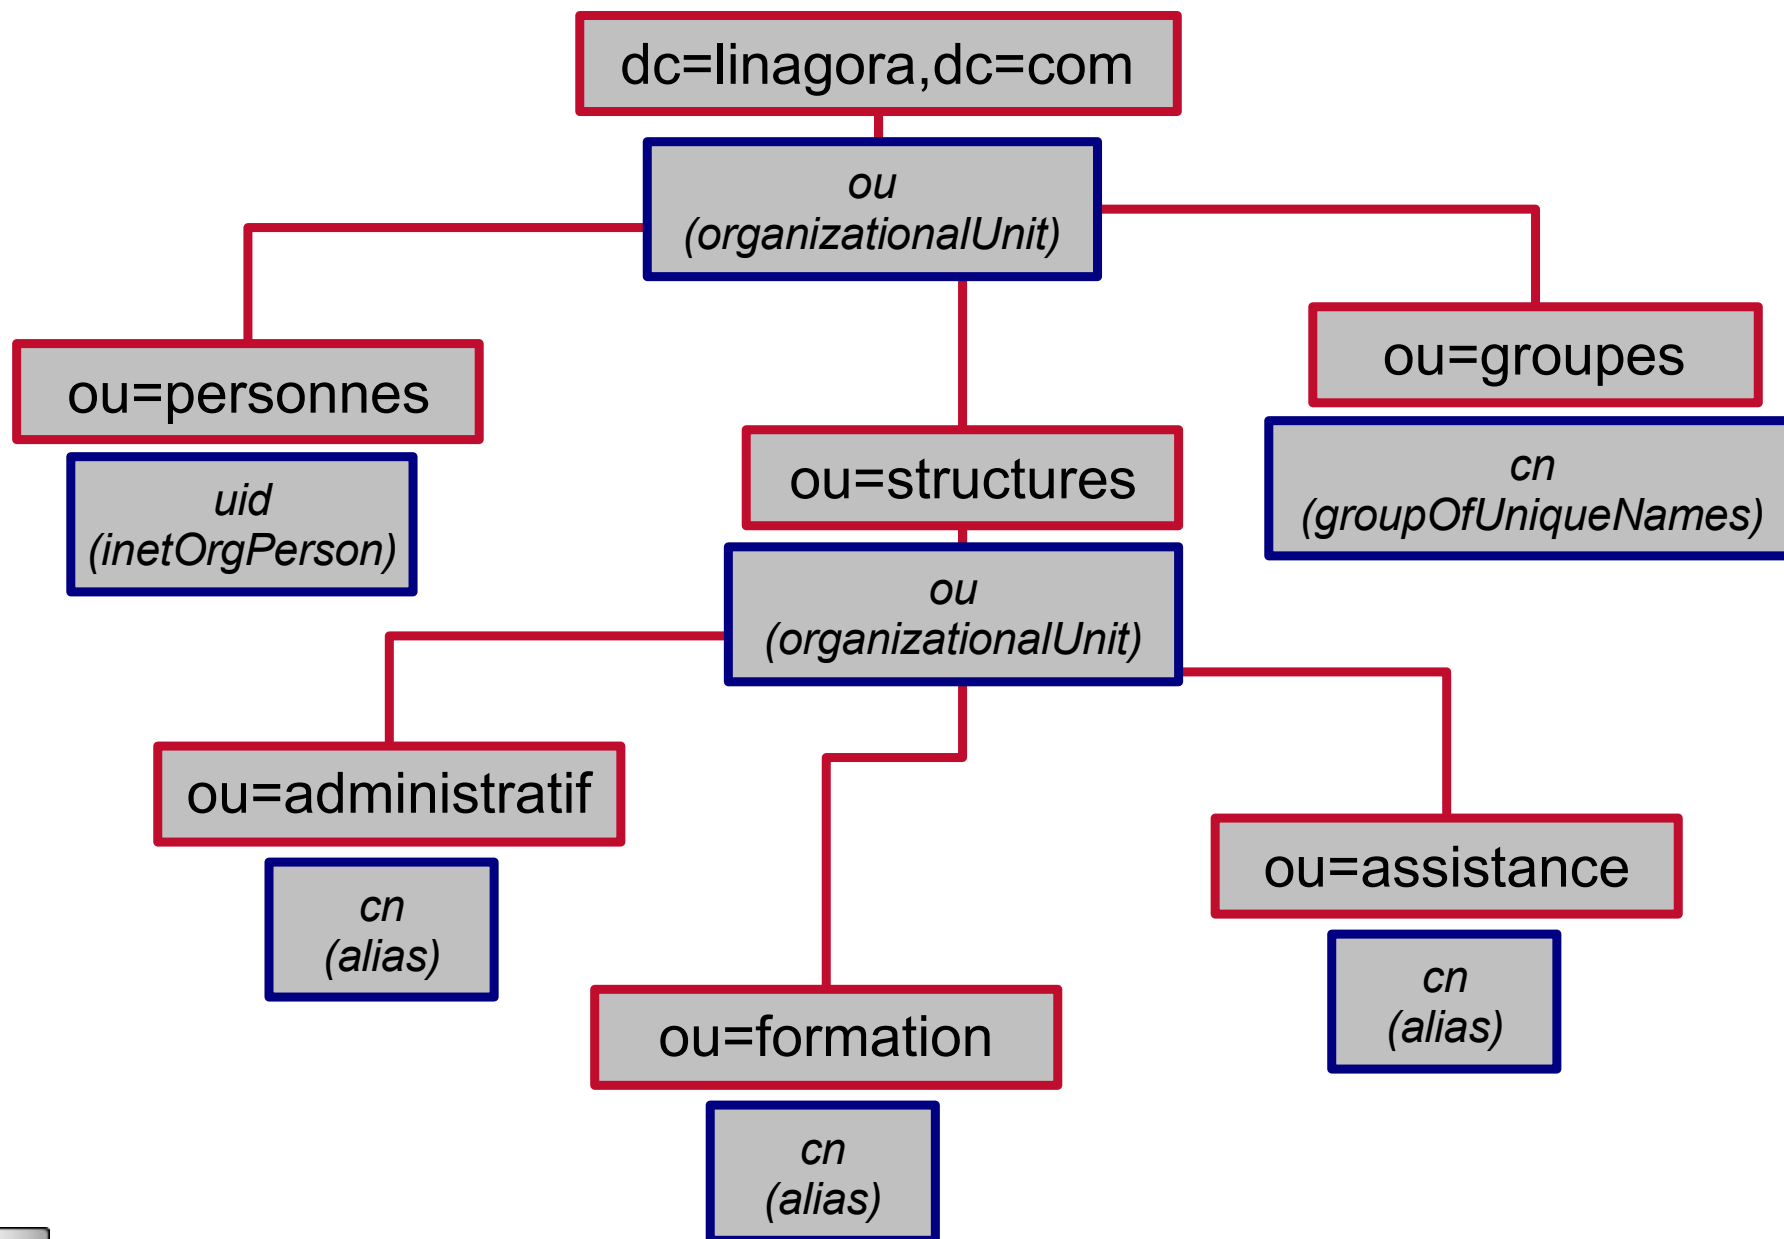 dc=linagora,dc=com
ou
(organizationalUnit)
ou=personnes
uid
(inetOrgPerson)
ou=groupes
cn
(groupOfUniqueNames)
ou=structures
ou
(organizationalUnit)
ou=administratif
cn
(alias)
ou=formation
cn
(alias)
ou=assistance
cn
(alias)